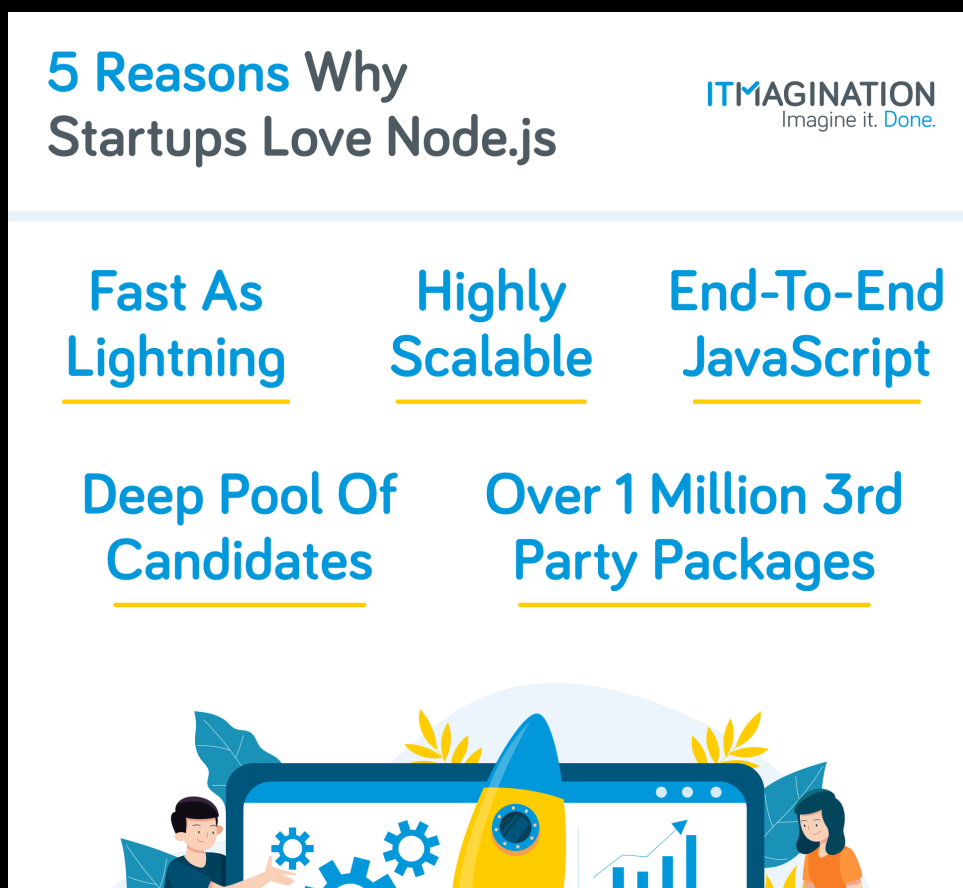 5 Reasons Why
Startups Love Node.js
ITMAGINATION
Imagine it. Done.
Fast As
Lightning
Highly
Scalable
End-To-End
JavaScript
Deep Pool Of
Candidates
Over 1 Million 3rd
Party Packages